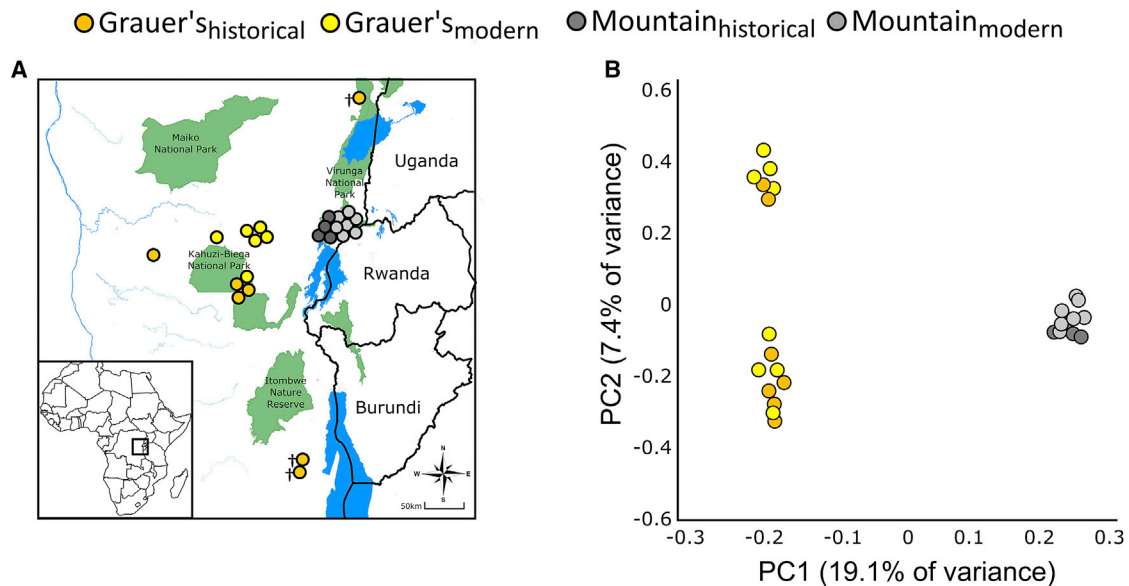 Grauer's historical Grauer's modern Mountain historical Mountain modern
A
Maiko
National Park
†
Uganda
Virunga
National
Park
Kahuzi-Biega
National Park
Rwanda
Itombwe
Nature
Reserve
Burundi
†
†
N
W E
S
50km
B
PC2 (7.4% of variance)
0.6
0.4
0.2
0
-0.2
-0.4
-0.6
-0.3 -0.2 -0.1 0 0.1 0.2 0.3
PC1 (19.1% of variance)